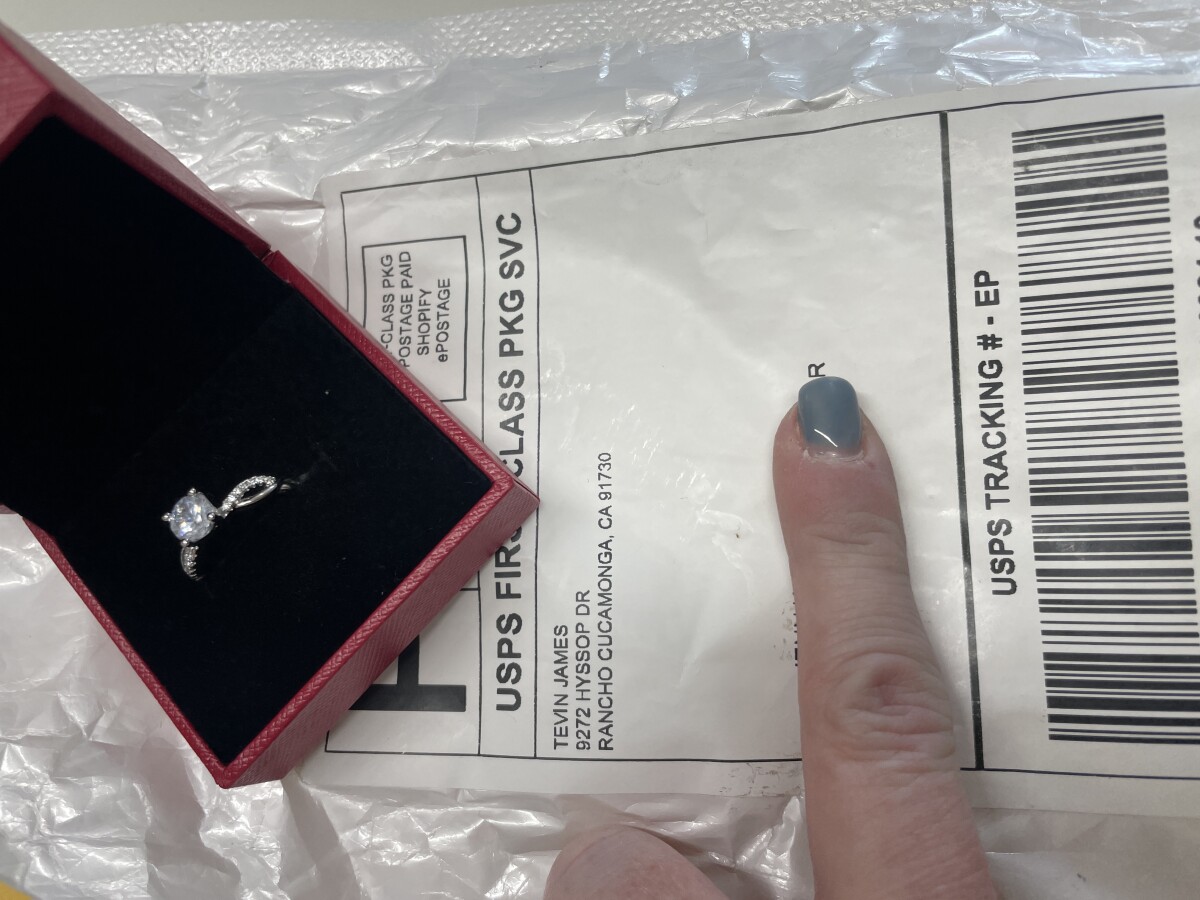 -CLASS PKG
POSTAGE PAID
SHOPIFY
ePOSTAGE
USPS FIRS CLASS PKG SVC
TEVIN JAMES
9272 HYSSOP DR
RANCHO CUCAMONGA, CA 91730
R
USPS TRACKING # - EP